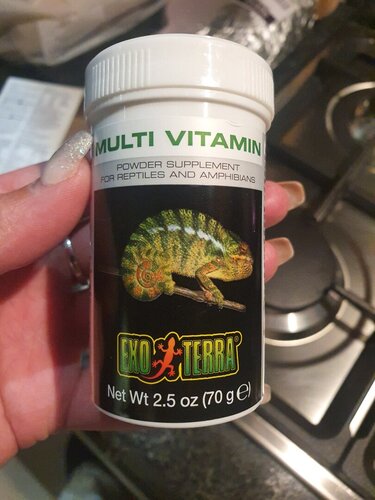 MULTI VITAMIN
POWDER SUPPLEMENT
FOR REPTILES AND AMPHIBIANS
EXO TERRA
Net Wt 2.5 oz (70 g ℮)